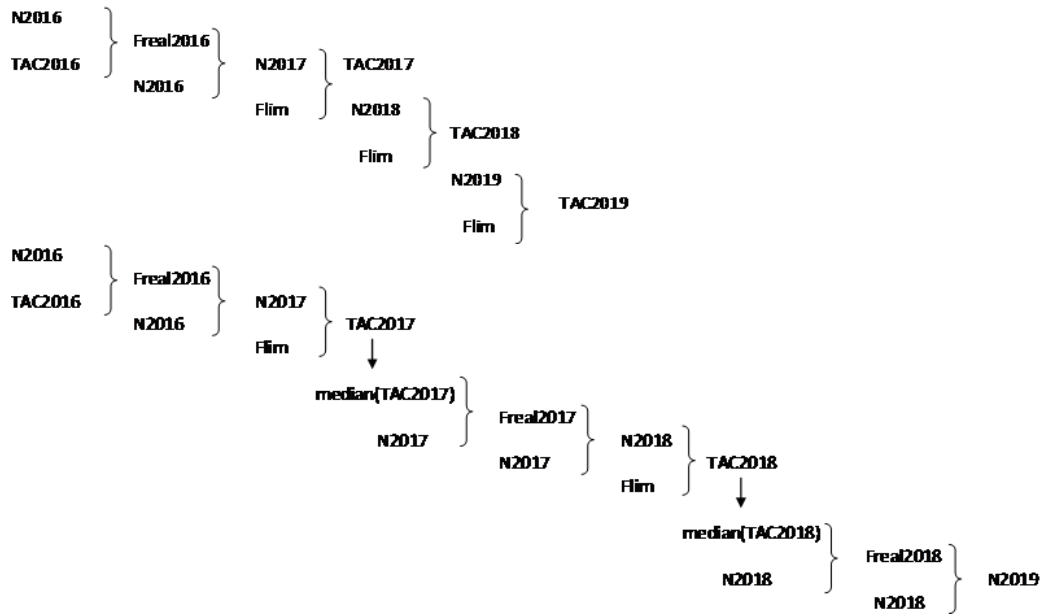 N2016
Freal2016
TAC2016
N2017 TAC2017
N2016
Flim N2018
TAC2018
Flim
N2019
TAC2019
Flim
N2016
Freal2016
TAC2016
N2017
N2016
TAC2017
Flim
median(TAC2017)
Freal2017
N2017
N2018
N2017
TAC2018
Flim
median(TAC2018)
Freal2018
N2018
N2019
N2018